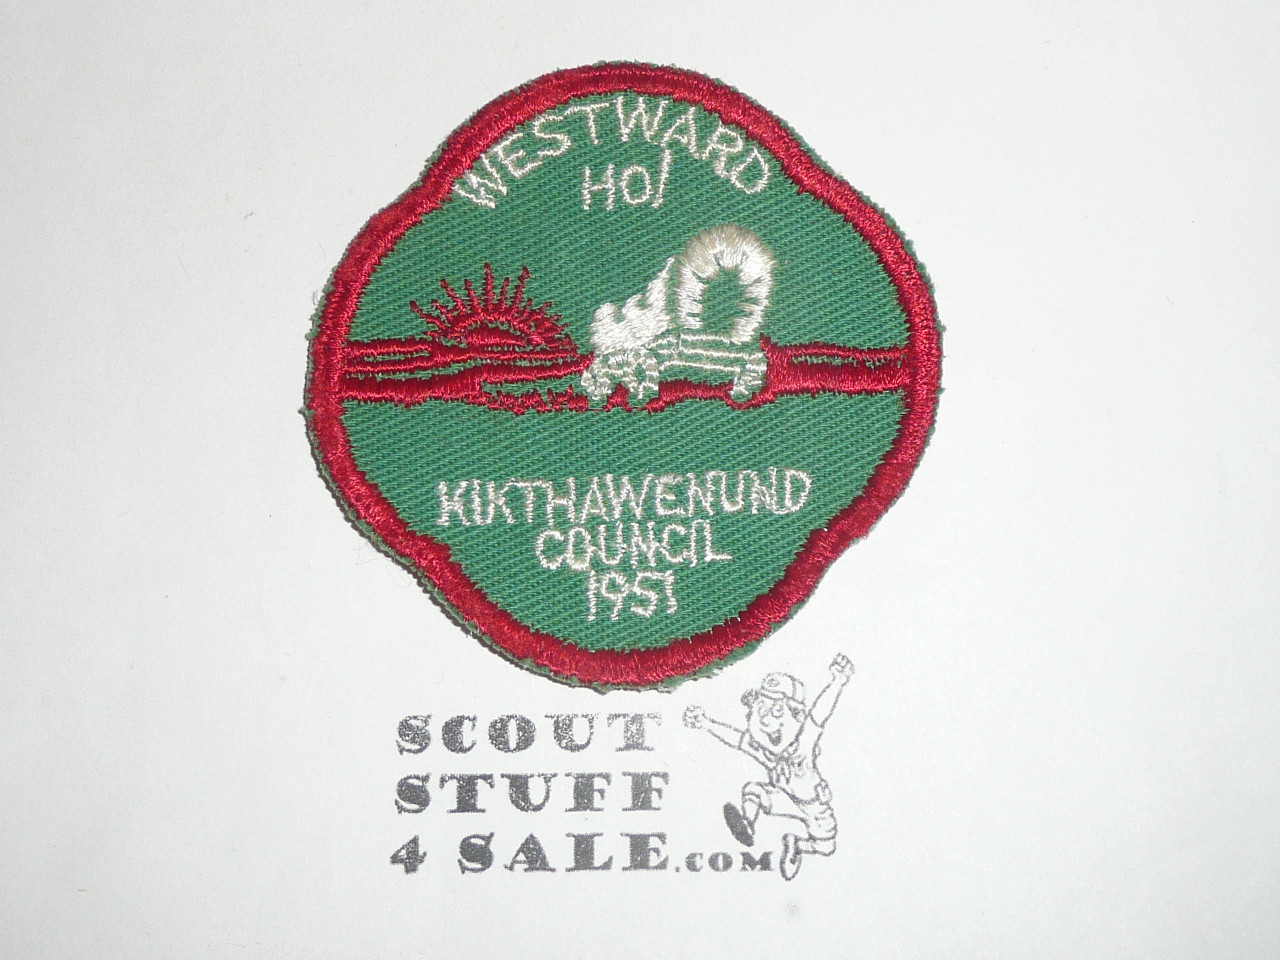 WESTWARD
HO!
KIKTHAWENUND
COUNCIL
1951
SCOUT
STUFF
4 SALE.COM